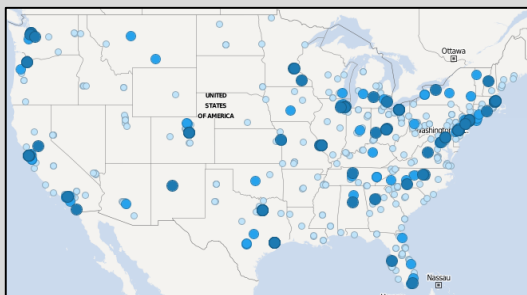 Ottawa
UNITED
STATES
OF AMERICA
Washington
Nassau